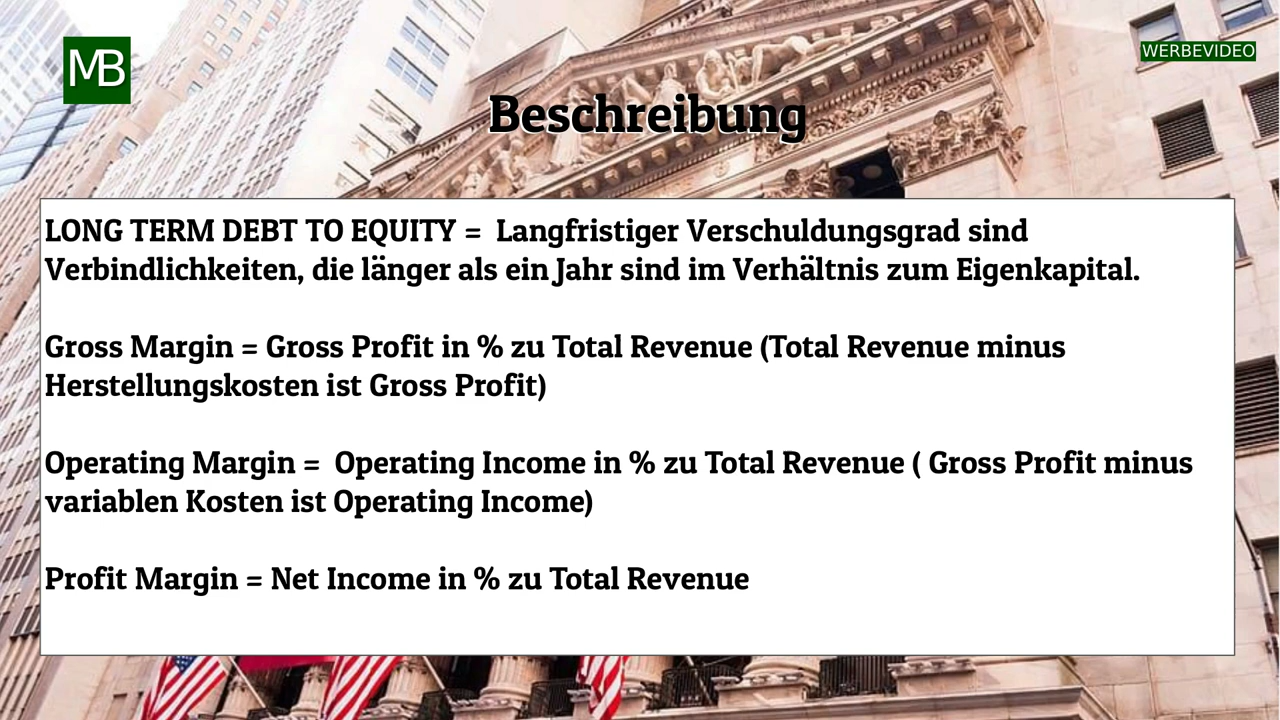 MB
WERBEVIDEO
Beschreibung
LONG TERM DEBT TO EQUITY = Langfristiger Verschuldungsgrad sind
Verbindlichkeiten, die länger als ein Jahr sind im Verhältnis zum Eigenkapital.
Gross Margin = Gross Profit in % zu Total Revenue (Total Revenue minus
Herstellungskosten ist Gross Profit)
Operating Margin = Operating Income in % zu Total Revenue ( Gross Profit minus
variablen Kosten ist Operating Income)
Profit Margin = Net Income in % zu Total Revenue